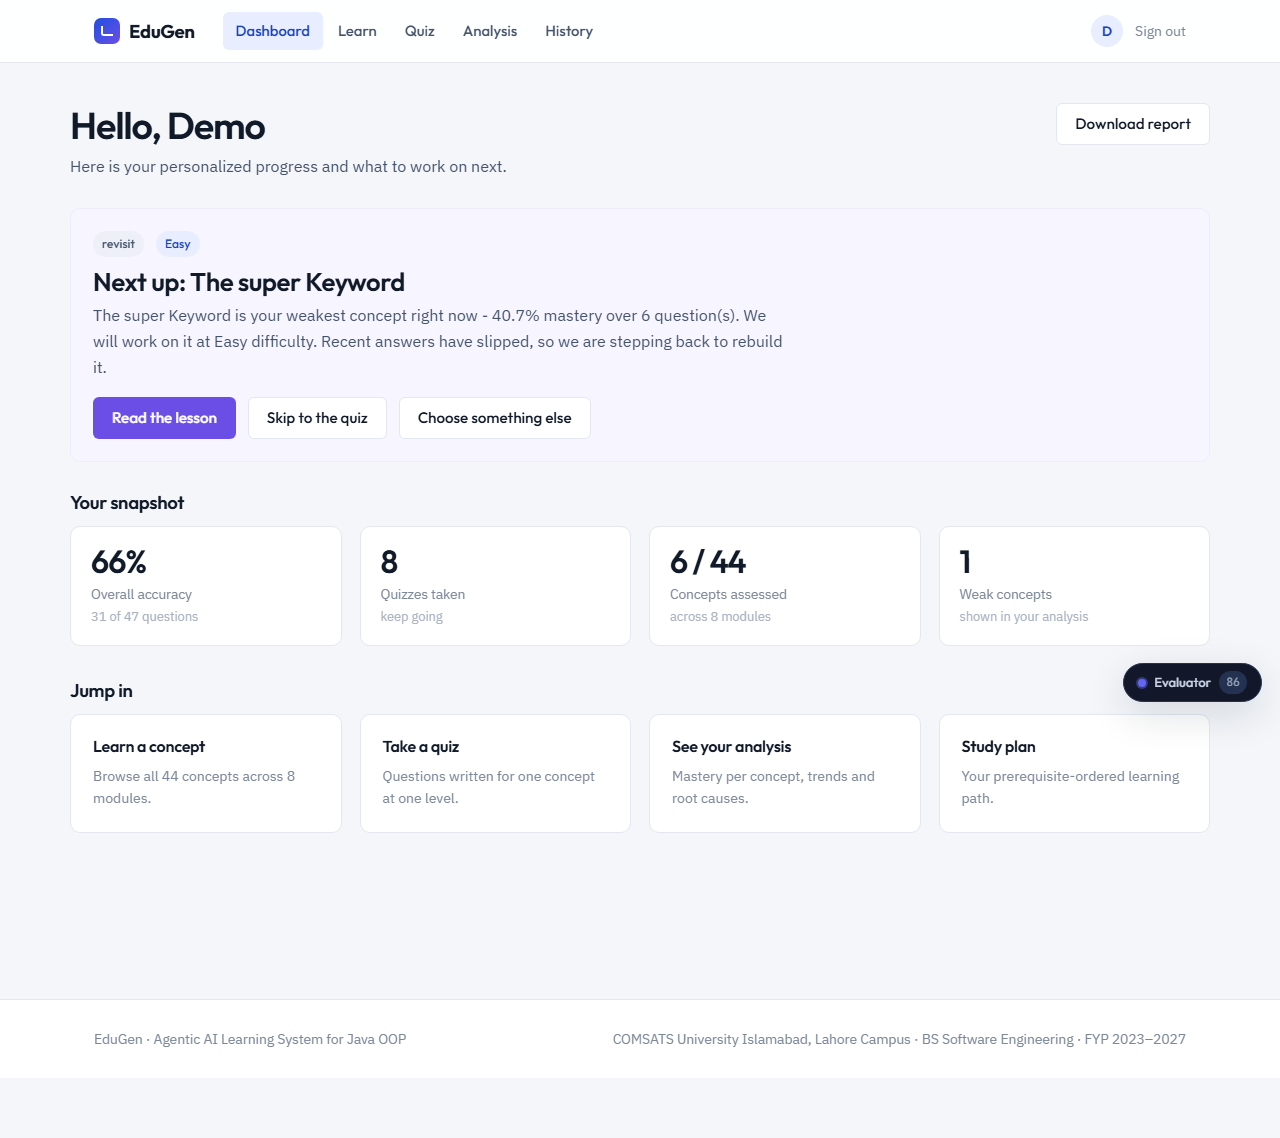 EduGen
Dashboard
Learn
Quiz
Analysis
History
D
Sign out
Hello, Demo
Download report
Here is your personalized progress and what to work on next.
revisit
Easy
Next up: The super Keyword
The super Keyword is your weakest concept right now - 40.7% mastery over 6 question(s). We
will work on it at Easy difficulty. Recent answers have slipped, so we are stepping back to rebuild
it.
Read the lesson
Skip to the quiz
Choose something else
Your snapshot
66%
Overall accuracy
31 of 47 questions
8
Quizzes taken
keep going
6 / 44
Concepts assessed
across 8 modules
1
Weak concepts
shown in your analysis
Evaluator
86
Jump in
Learn a concept
Browse all 44 concepts across 8
modules.
Take a quiz
Questions written for one concept
at one level.
See your analysis
Mastery per concept, trends and
root causes.
Study plan
Your prerequisite-ordered learning
path.
EduGen · Agentic AI Learning System for Java OOP
COMSATS University Islamabad, Lahore Campus · BS Software Engineering · FYP 2023–2027